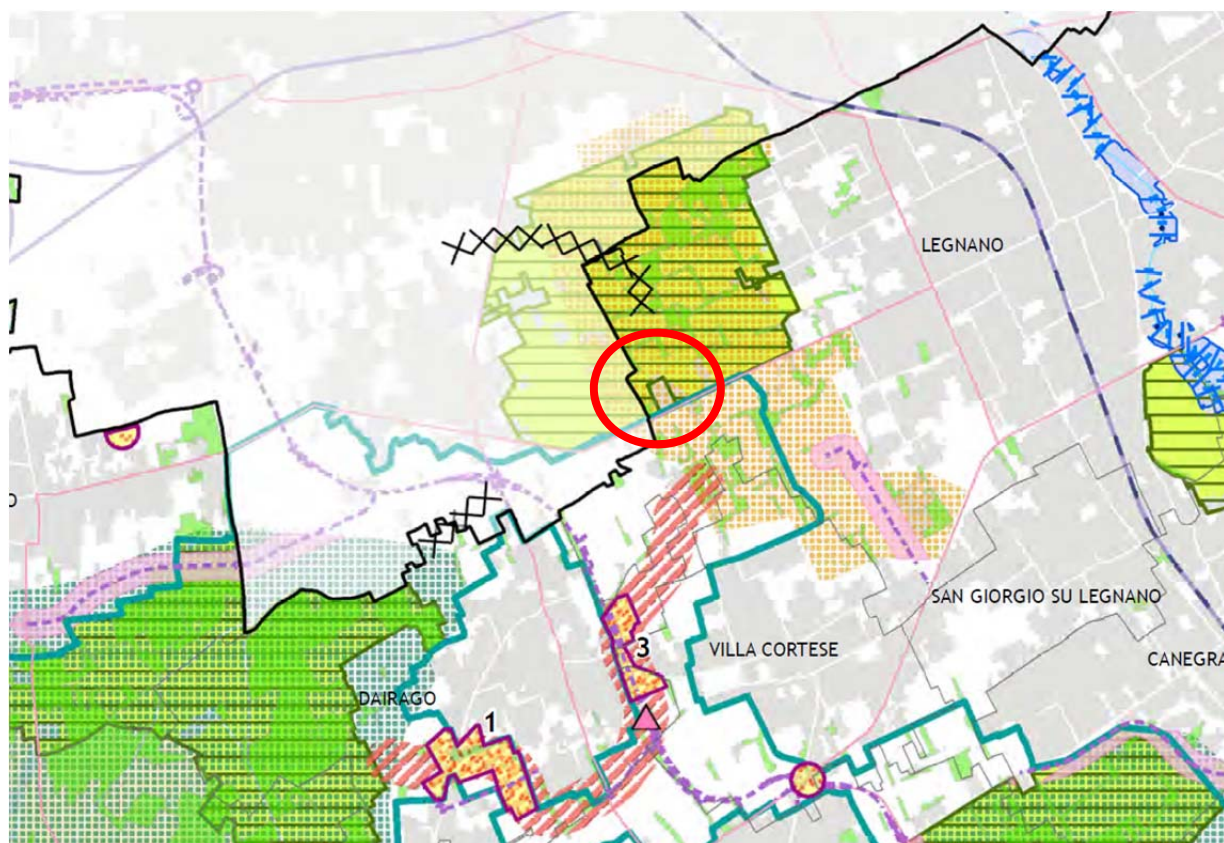 LEGNANO
SAN GIORGIO SU LEGNANO
3
VILLA CORTESE
CANEGRA
DAIRAGO
1